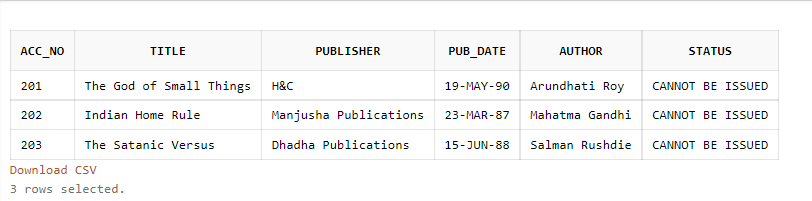 ACC_NO TITLE PUBLISHER PUB_DATE AUTHOR STATUS
201 The God of Small Things H&C 19-MAY-90 Arundhati Roy CANNOT BE ISSUED
202 Indian Home Rule Manjusha Publications 23-MAR-87 Mahatma Gandhi CANNOT BE ISSUED
203 The Satanic Versus Dhadha Publications 15-JUN-88 Salman Rushdie CANNOT BE ISSUED
Download CSV
3 rows selected.